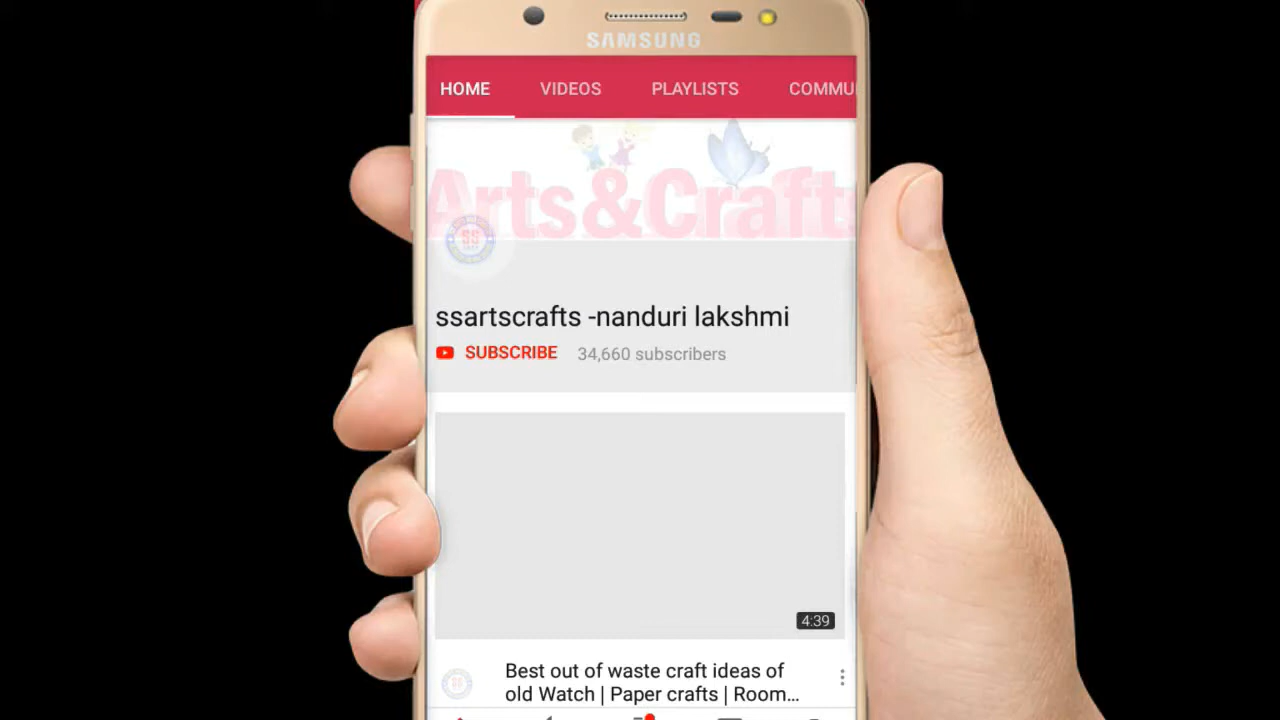 SAMSUNG
HOME VIDEOS PLAYLISTS COMMU
Arts&Crafts
SS
ssartscrafts -nanduri lakshmi
SUBSCRIBE 34,660 subscribers
4:39
Best out of waste craft ideas of
old Watch | Paper crafts | Room...